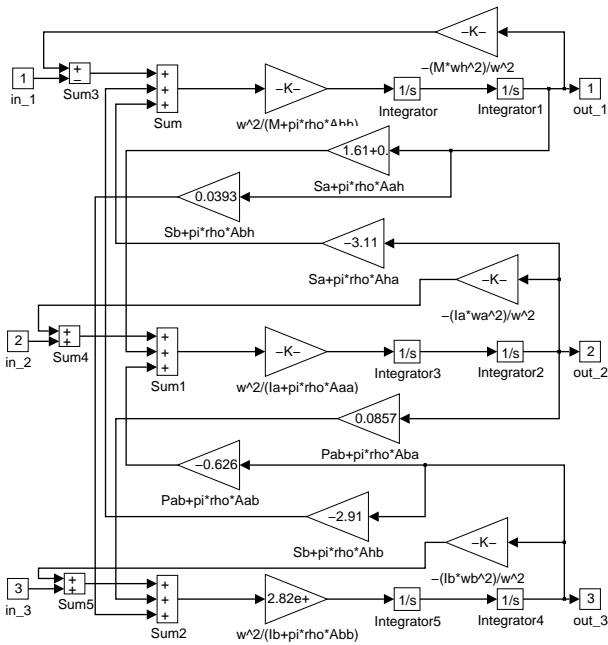 −K−
−(M*wh^2)/w^2
1
in_1
+
−
Sum3
+
+
+
Sum
−K−
w^2/(M+pi*rho*Abh)
1/s
Integrator
1/s
Integrator1
1
out_1
1.61+0.
Sa+pi*rho*Aah
0.0393
Sb+pi*rho*Abh
−3.11
Sa+pi*rho*Aha
−K−
−(Ia*wa^2)/w^2
2
in_2
+
+
Sum4
+
+
+
Sum1
−K−
w^2/(Ia+pi*rho*Aaa)
1/s
Integrator3
1/s
Integrator2
2
out_2
0.0857
Pab+pi*rho*Aba
−0.626
Pab+pi*rho*Aab
−2.91
Sb+pi*rho*Ahb
−K−
−(Ib*wb^2)/w^2
3
in_3
+
+
Sum5
+
+
+
Sum2
2.82e+
w^2/(Ib+pi*rho*Abb)
1/s
Integrator5
1/s
Integrator4
3
out_3